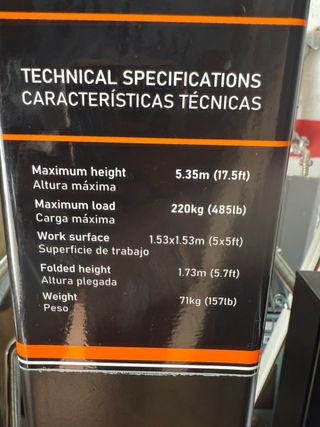 TECHNICAL SPECIFICATIONS
CARACTERÍSTICAS TÉCNICAS
Maximum height 5.35m (17.5ft)
Altura máxima
Maximum load 220kg (485lb)
Carga máxima
Work surface 1.53x1.53m (5x5ft)
Superficie de trabajo
Folded height 1.73m (5.7ft)
Altura plegada
Weight 71kg (157lb)
Peso